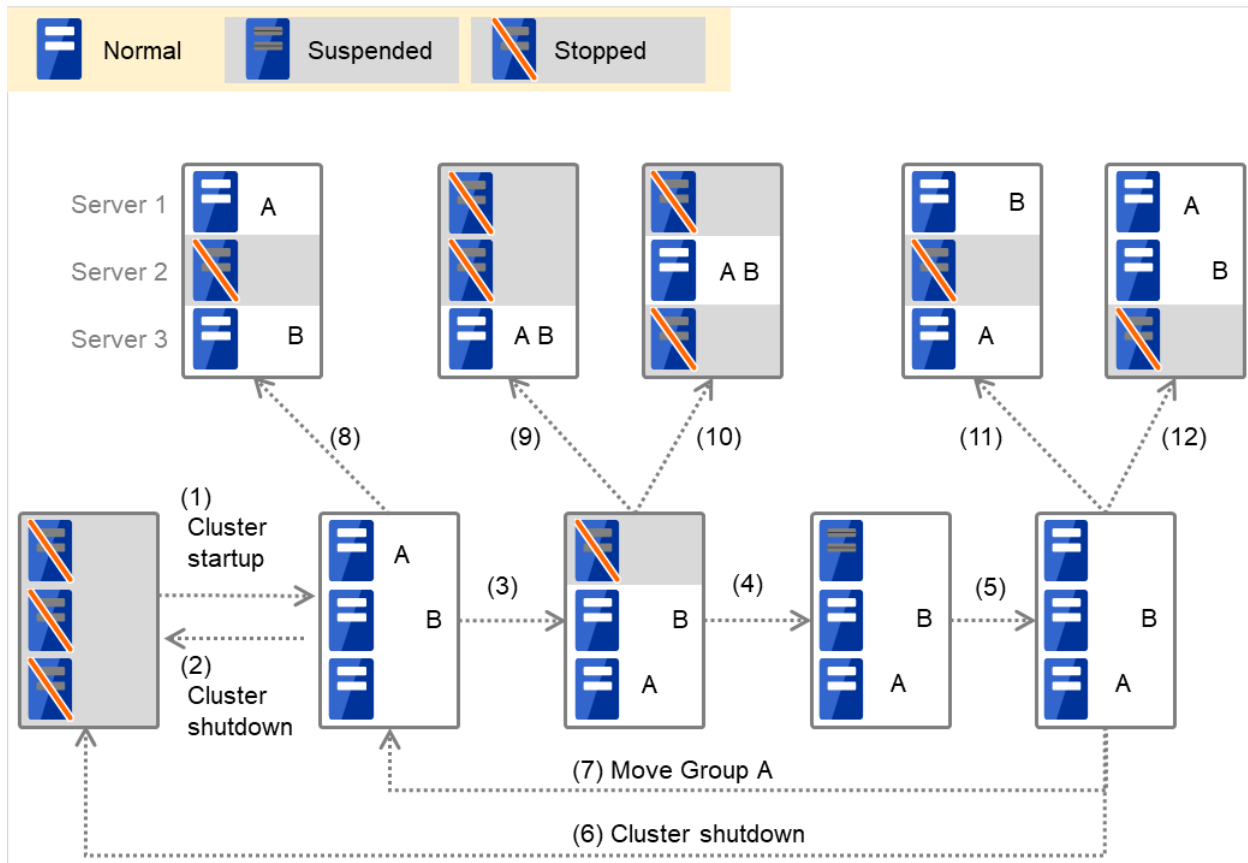 Normal
Suspended
Stopped
Server 1
A
B
A
Server 2
A B
B
Server 3
B
A B
A
(8)
(9)
(10)
(11)
(12)
(1)
Cluster
startup
A
(3)
(4)
(5)
B
B
B
B
(2)
Cluster
shutdown
A
A
A
(7) Move Group A
(6) Cluster shutdown